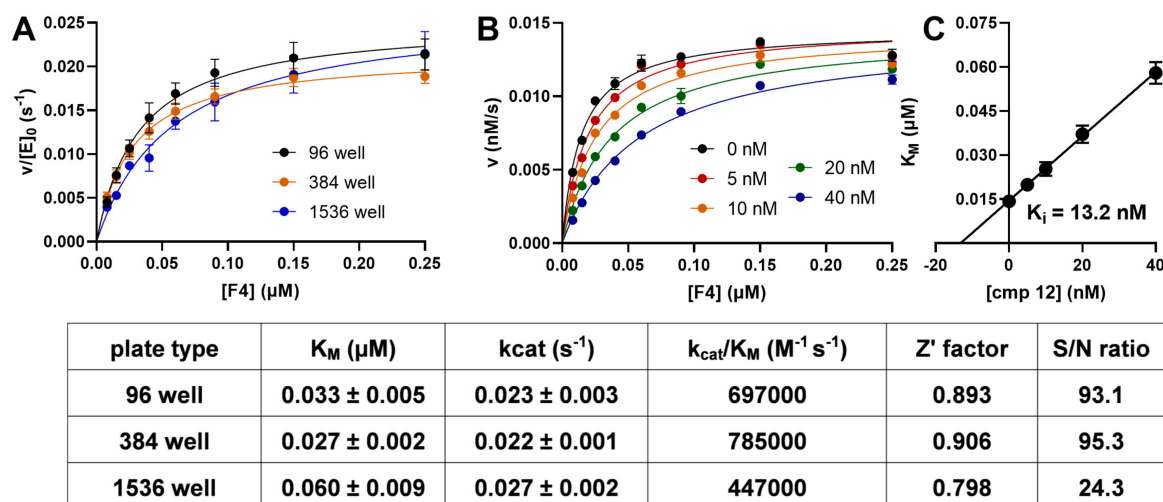 A
0.025
0.020
0.015
0.010
0.005
0.000
v/[E]₀ (s⁻¹)
96 well
384 well
1536 well
0.00 0.05 0.10 0.15 0.20 0.25
[F4] (µM)
B
0.015
0.010
0.005
0.000
v (nM/s)
0 nM
5 nM
10 nM
20 nM
40 nM
0.00 0.05 0.10 0.15 0.20 0.25
[F4] (µM)
C
0.075
0.060
0.045
0.030
0.015
K_M (µM)
K_i = 13.2 nM
-20 0 20 40
[cmp 12] (nM)
plate type K_M (µM) kcat (s⁻¹) k_cat/K_M (M⁻¹ s⁻¹) Z' factor S/N ratio
96 well 0.033 ± 0.005 0.023 ± 0.003 697000 0.893 93.1
384 well 0.027 ± 0.002 0.022 ± 0.001 785000 0.906 95.3
1536 well 0.060 ± 0.009 0.027 ± 0.002 447000 0.798 24.3